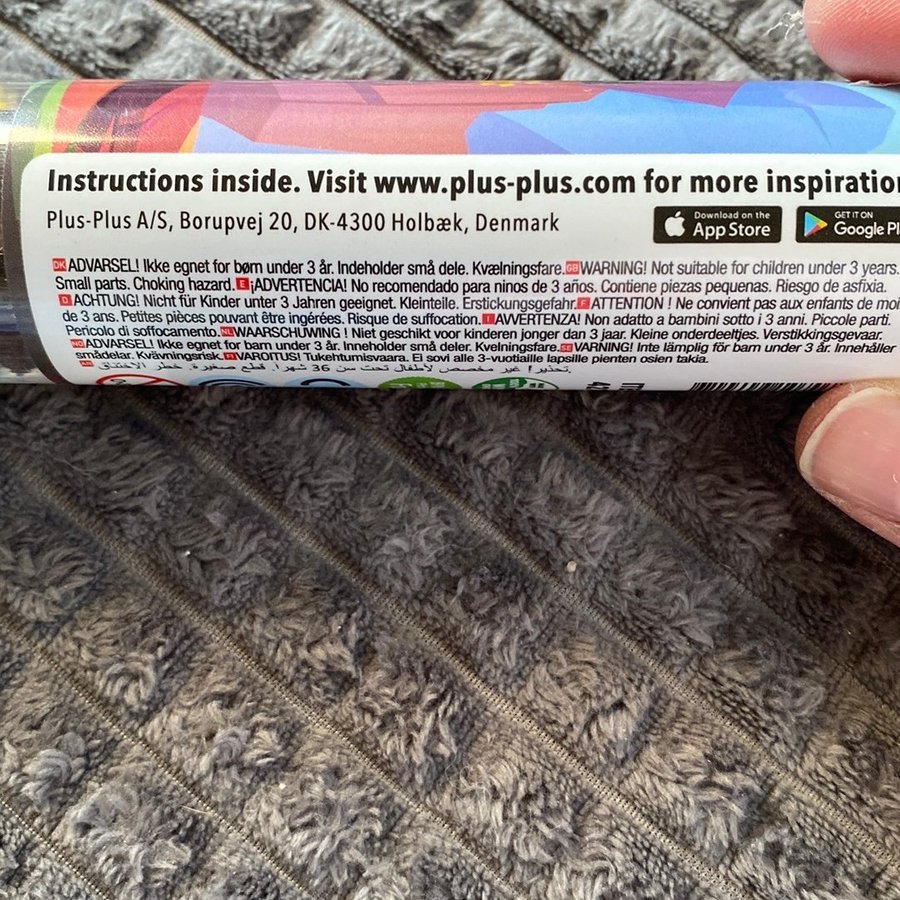 Instructions inside. Visit www.plus-plus.com for more inspiration
Plus-Plus A/S, Borupvej 20, DK-4300 Holbæk, Denmark
Download on the
App Store
GET IT ON
Google Pl
DK ADVARSEL! Ikke egnet for børn under 3 år. Indeholder små dele. Kvælningsfare. GB WARNING! Not suitable for children under 3 years.
Small parts. Choking hazard. E ¡ADVERTENCIA! No recomendado para ninos de 3 años. Contiene piezas pequenas. Riesgo de asfixia.
D ACHTUNG! Nicht für Kinder unter 3 Jahren geeignet. Kleinteile. Erstickungsgefahr. F ATTENTION ! Ne convient pas aux enfants de moi
de 3 ans. Petites pièces pouvant être ingérées. Risque de suffocation. I AVVERTENZA! Non adatto a bambini sotto i 3 anni. Piccole parti.
Pericolo di soffocamento. NL WAARSCHUWING ! Niet geschikt voor kinderen jonger dan 3 jaar. Kleine onderdeeltjes. Verstikkingsgevaar.
NO ADVARSEL! Ikke egnet for barn under 3 år. Inneholder små deler. Kvelningsfare. SE VARNING! Inte lämplig för barn under 3 år. Innehåller
smådelar. Kvävningsrisk. FI VAROITUS! Tukehtumisvaara. Ei sovi alle 3-vuotiaille lapsille pienten osien takia.
تحذير! غير مخصص لأطفال تحت سن 36 شهرا. قطع صغيرة. خطر الاختناق.